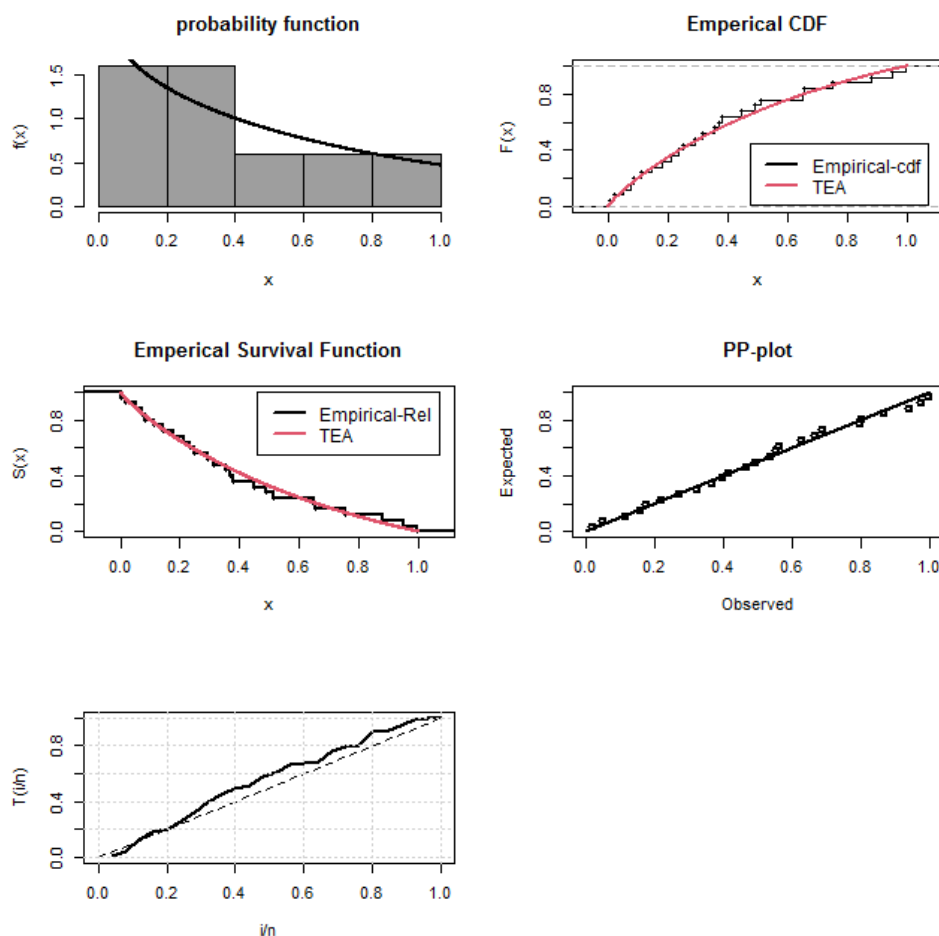 probability function
f(x)
0.0 0.5 1.0 1.5
0.0 0.2 0.4 0.6 0.8 1.0
x
Emperical CDF
F(x)
0.0 0.4 0.8
Empirical-cdf
TEA
0.0 0.2 0.4 0.6 0.8 1.0
x
Emperical Survival Function
S(x)
0.0 0.4 0.8
Empirical-Rel
TEA
0.0 0.2 0.4 0.6 0.8 1.0
x
PP-plot
Expected
0.0 0.4 0.8
0.0 0.2 0.4 0.6 0.8 1.0
Observed
T(i/n)
0.0 0.4 0.8
0.0 0.2 0.4 0.6 0.8 1.0
i/n